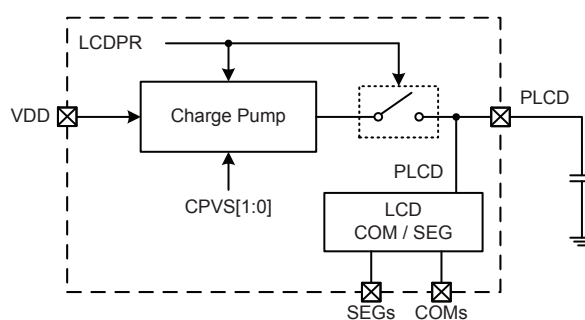 LCDPR
VDD
Charge Pump
PLCD
PLCD
CPVS[1:0]
LCD
COM / SEG
SEGs
COMs